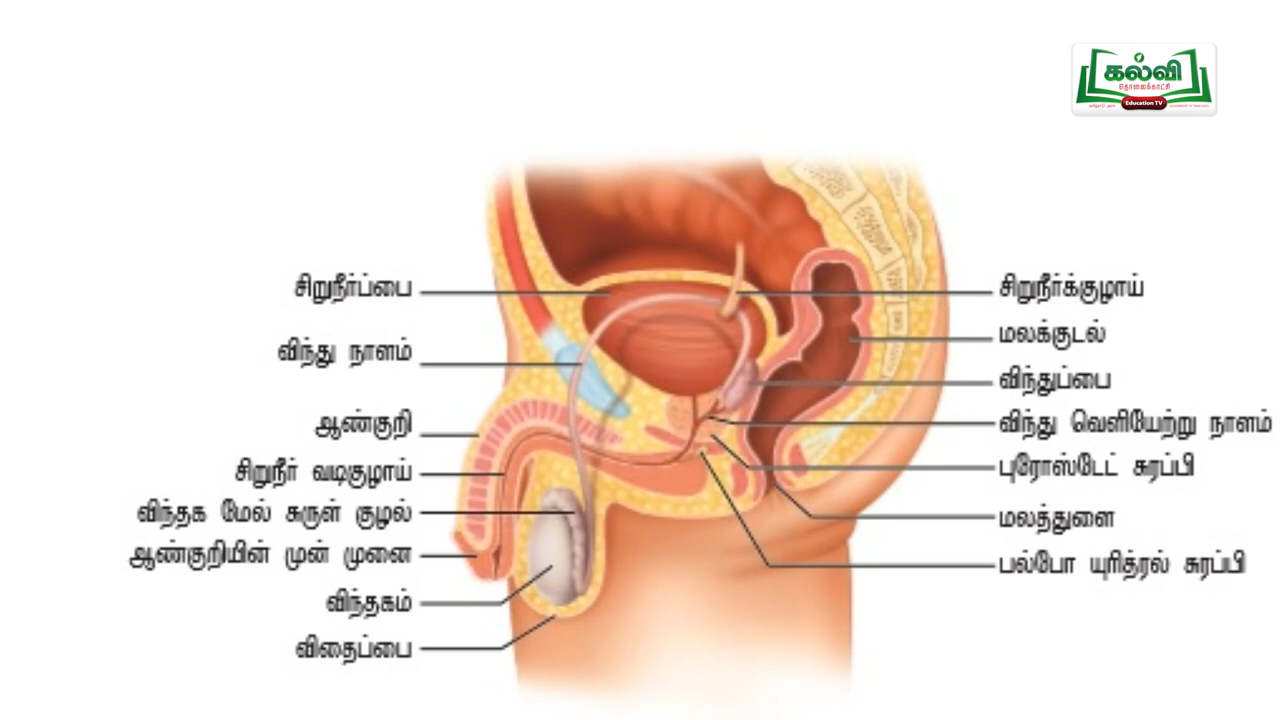 கல்வி
தொலைக்காட்சி
Education TV
சிறுநீர்ப்பை
விந்து நாளம்
ஆண்குறி
சிறுநீர் வடிகுழாய்
விந்தக மேல் சுருள் குழல்
ஆண்குறியின் முன் முனை
விந்தகம்
விதைப்பை
சிறுநீர்க்குழாய்
மலக்குடல்
விந்துப்பை
விந்து வெளியேற்று நாளம்
புரோஸ்டேட் சுரப்பி
மலத்துளை
பல்போ யுரித்ரல் சுரப்பி